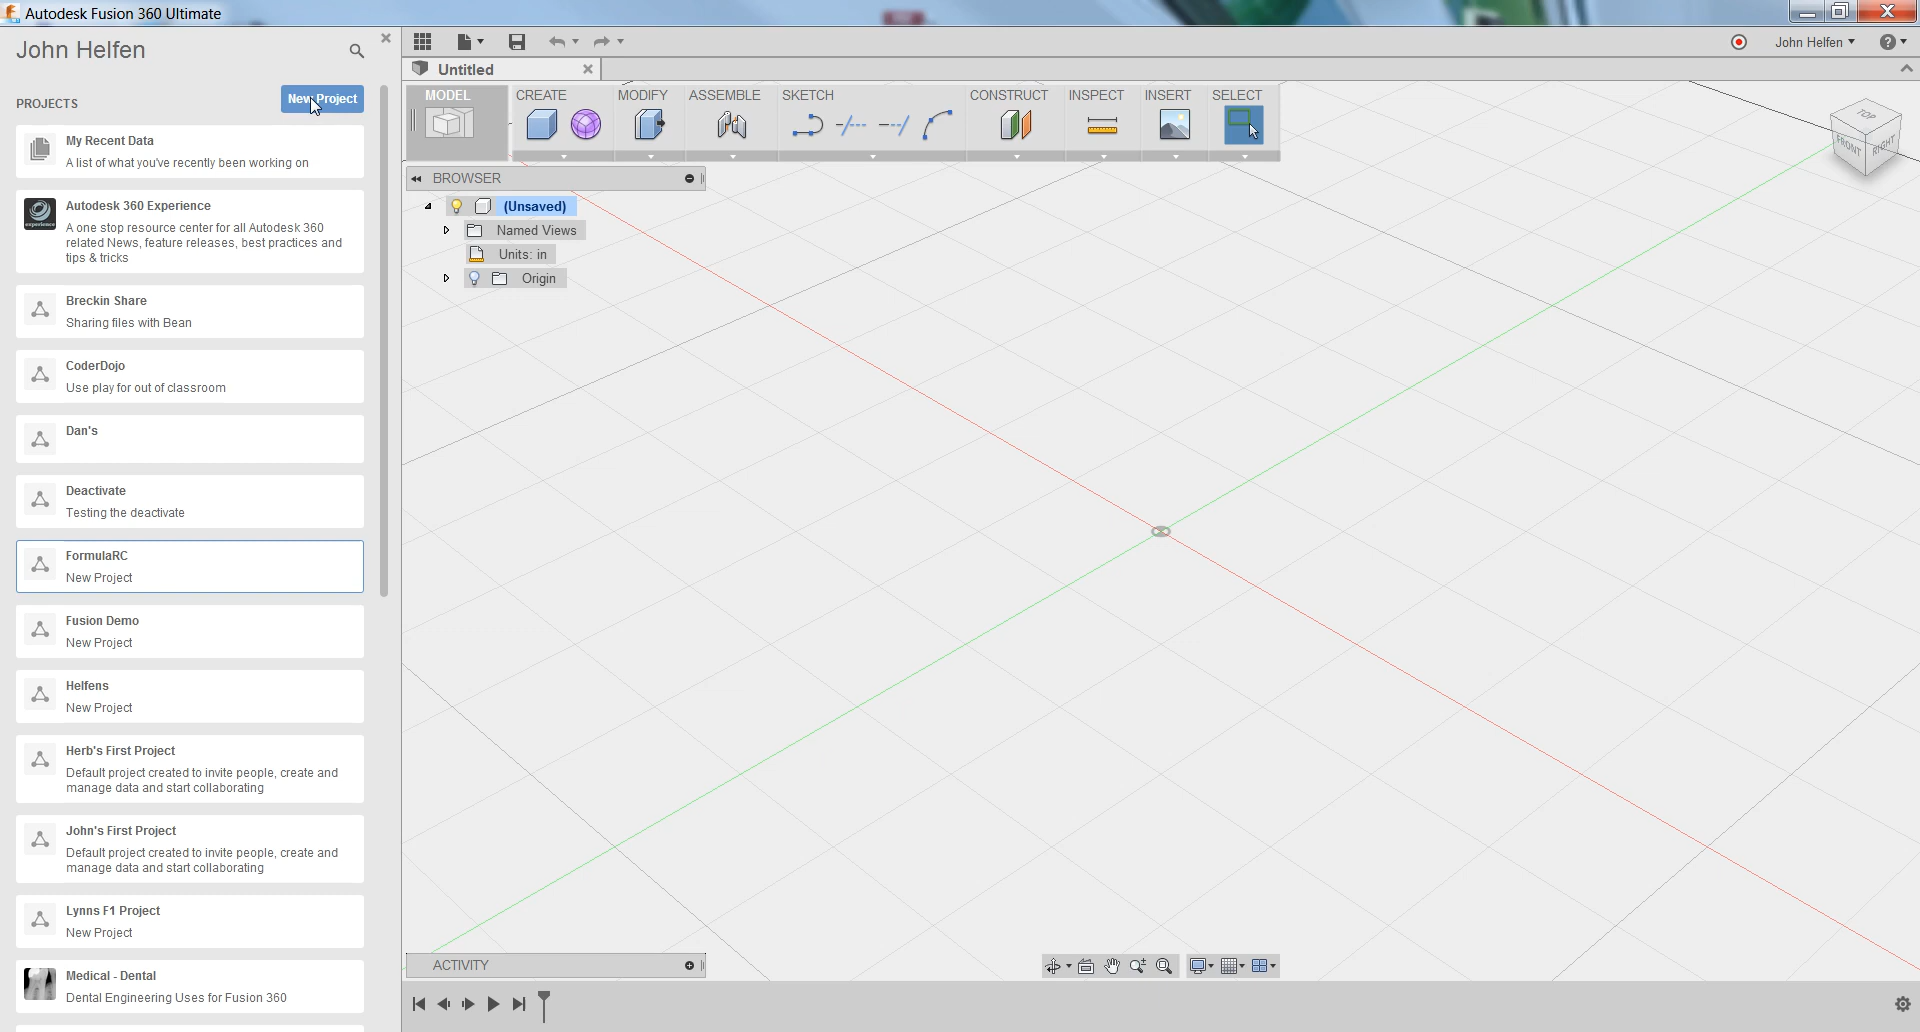 Autodesk Fusion 360 Ultimate
John Helfen
PROJECTS
New Project
My Recent Data
A list of what you've recently been working on
Autodesk 360 Experience
A one stop resource center for all Autodesk 360
related News, feature releases, best practices and
tips & tricks
Breckin Share
Sharing files with Bean
CoderDojo
Use play for out of classroom
Dan's
Deactivate
Testing the deactivate
FormulaRC
New Project
Fusion Demo
New Project
Helfens
New Project
Herb's First Project
Default project created to invite people, create and
manage data and start collaborating
John's First Project
Default project created to invite people, create and
manage data and start collaborating
Lynns F1 Project
New Project
Medical - Dental
Dental Engineering Uses for Fusion 360
John Helfen
Untitled
MODEL
CREATE
MODIFY
ASSEMBLE
SKETCH
CONSTRUCT
INSPECT
INSERT
SELECT
BROWSER
(Unsaved)
Named Views
Units: in
Origin
TOP
FRONT
RIGHT
ACTIVITY